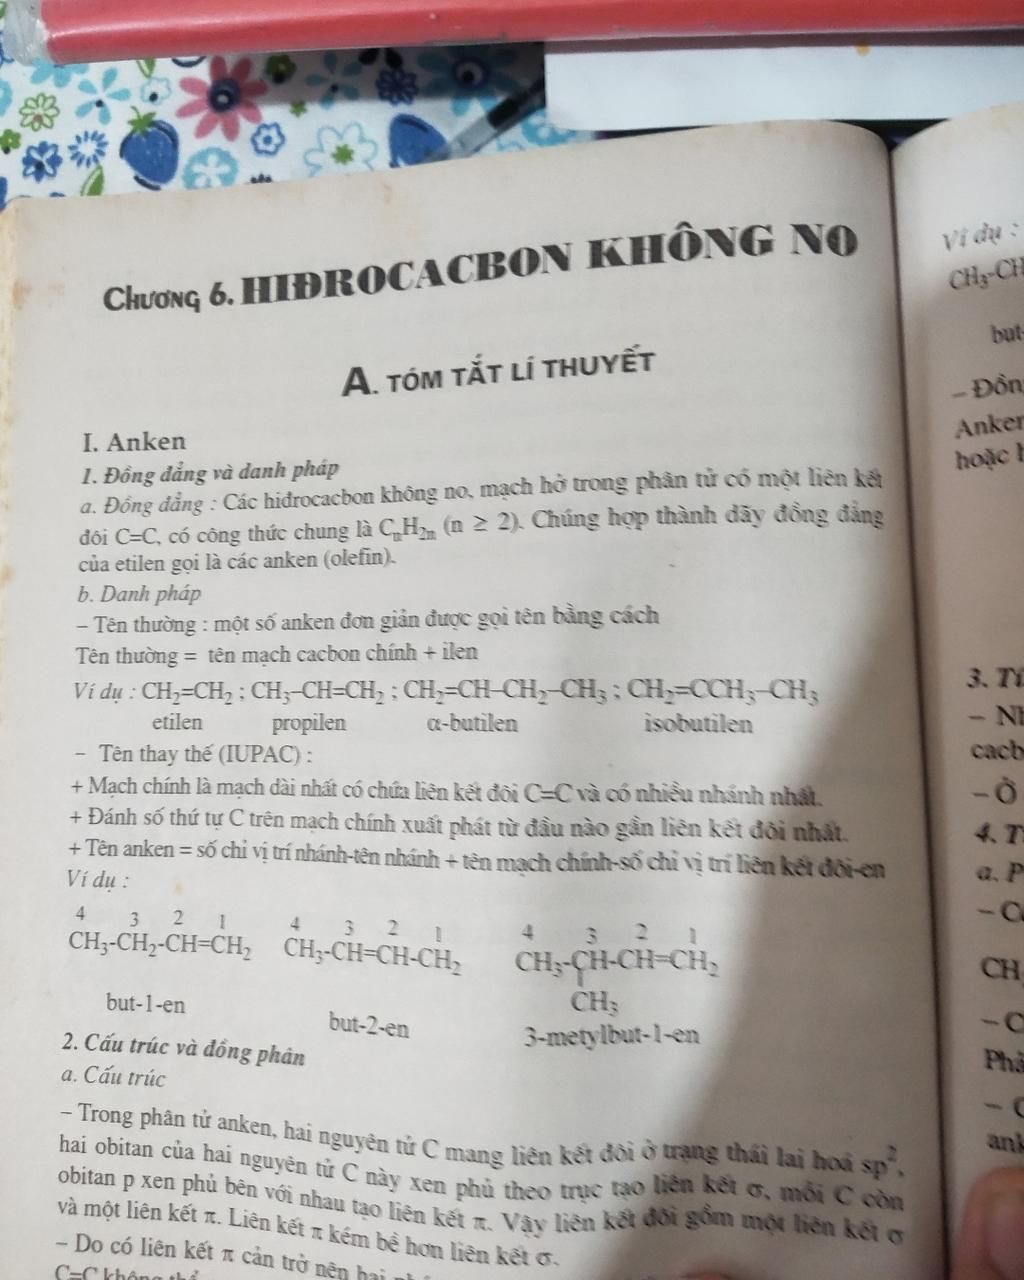 Chương 6. HIĐROCACBON KHÔNG NO
A. TÓM TẮT LÍ THUYẾT
I. Anken
1. Đồng đẳng và danh pháp
a. Đồng đẳng : Các hiđrocacbon không no, mạch hở trong phân tử có một liên kết
đôi C=C, có công thức chung là CₙH₂ₙ (n ≥ 2). Chúng hợp thành dãy đồng đẳng
của etilen gọi là các anken (olefin).
b. Danh pháp
– Tên thường : một số anken đơn giản được gọi tên bằng cách
Tên thường = tên mạch cacbon chính + ilen
Ví dụ : CH₂=CH₂ ; CH₃–CH=CH₂ ; CH₂=CH–CH₂–CH₃ ; CH₂=CCH₃–CH₃
etilen propilen α-butilen isobutilen
– Tên thay thế (IUPAC) :
+ Mạch chính là mạch dài nhất có chứa liên kết đôi C=C và có nhiều nhánh nhất.
+ Đánh số thứ tự C trên mạch chính xuất phát từ đầu nào gần liên kết đôi nhất.
+ Tên anken = số chỉ vị trí nhánh-tên nhánh + tên mạch chính-số chỉ vị trí liên kết đôi-en
Ví dụ :
4 3 2 1 4 3 2 1 4 3 2 1
CH₃-CH₂-CH=CH₂ CH₃-CH=CH-CH₂ CH₃-CH-CH=CH₂
CH₃
but-1-en but-2-en 3-metylbut-1-en
2. Cấu trúc và đồng phân
a. Cấu trúc
– Trong phân tử anken, hai nguyên tử C mang liên kết đôi ở trạng thái lai hoá sp²,
hai obitan của hai nguyên tử C này xen phủ theo trục tạo liên kết σ, mỗi C còn
obitan p xen phủ bên với nhau tạo liên kết π. Vậy liên kết đôi gồm một liên kết σ
và một liên kết π. Liên kết π kém bền hơn liên kết σ.
– Do có liên kết π cản trở nên hai
C=C không
Ví dụ :
CH₃-CH
but-
– Đồn
Anken
hoặc
3. T
– N
cacb
– Ở
4. T
a. P
– C
CH
– C
Phả
– C
ank